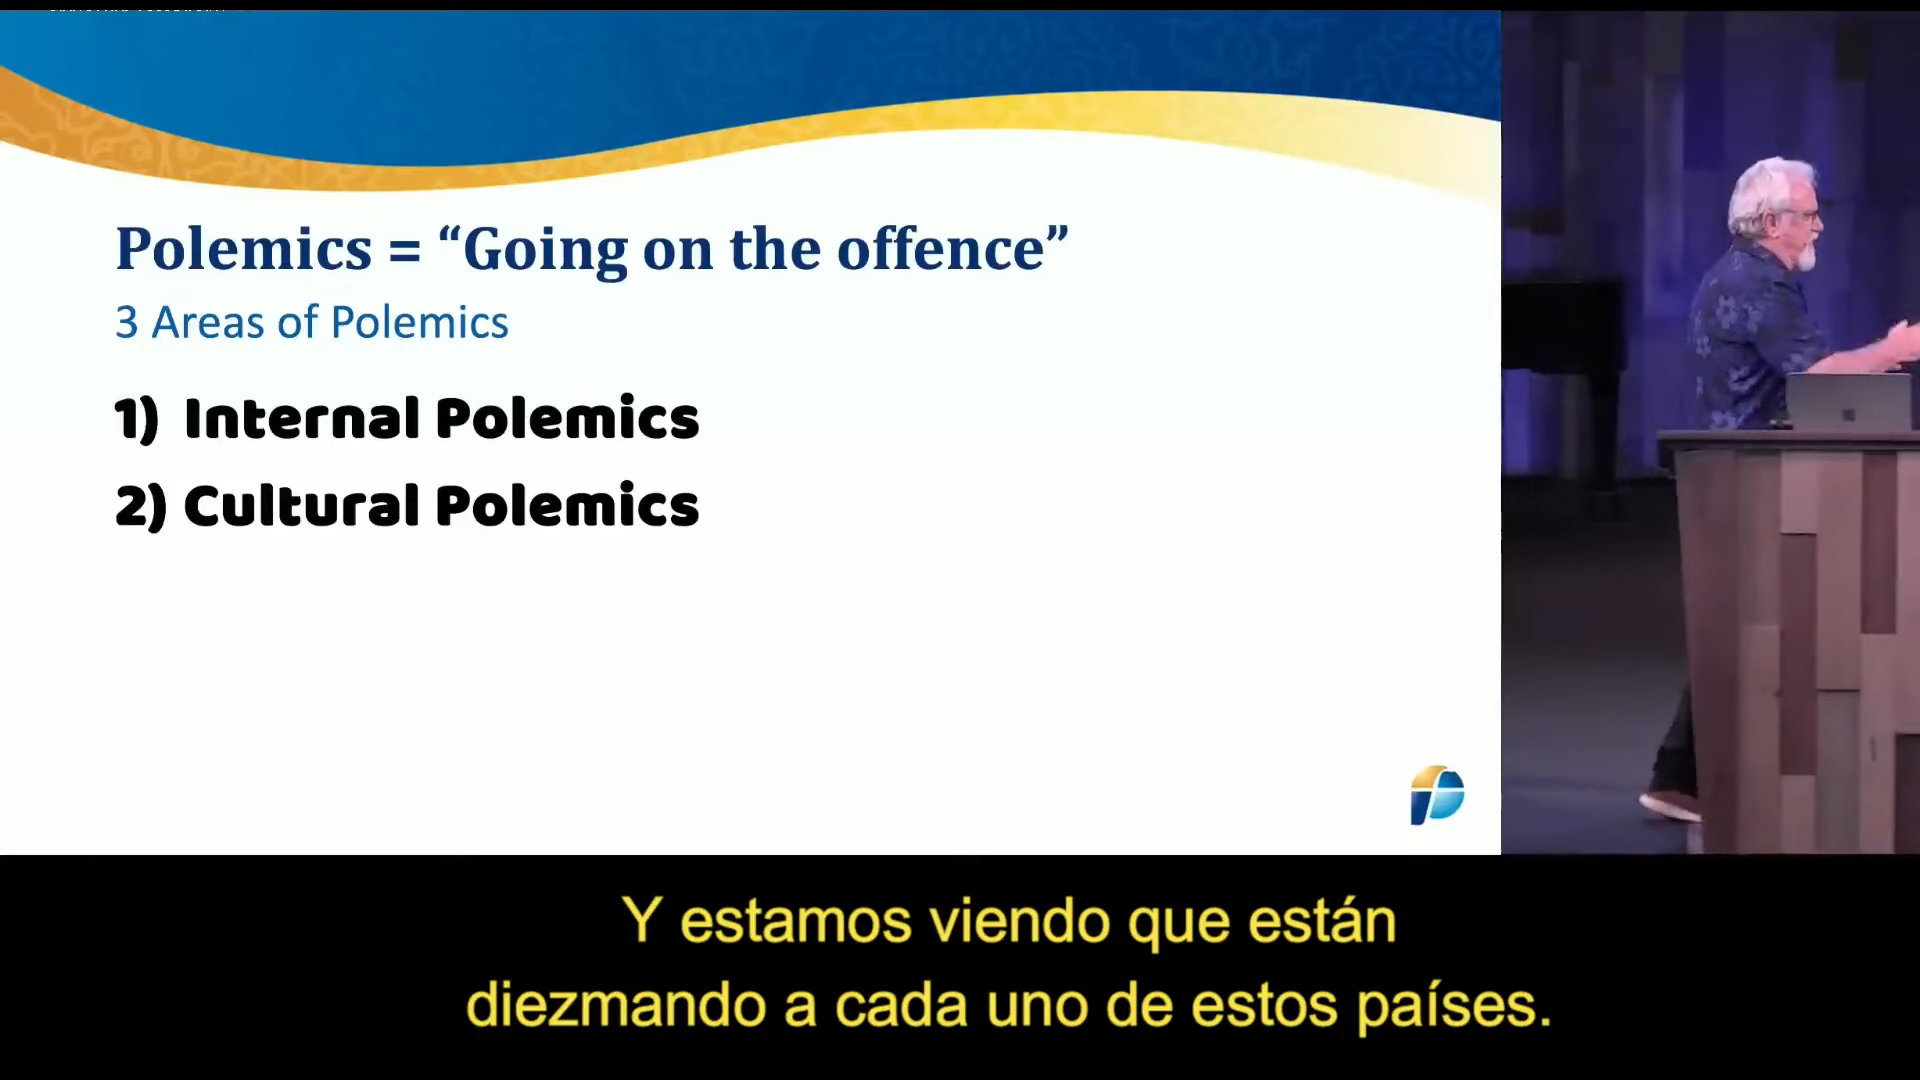 Polemics = “Going on the offence”
3 Areas of Polemics
1) Internal Polemics
2) Cultural Polemics
Y estamos viendo que están
diezmando a cada uno de estos países.